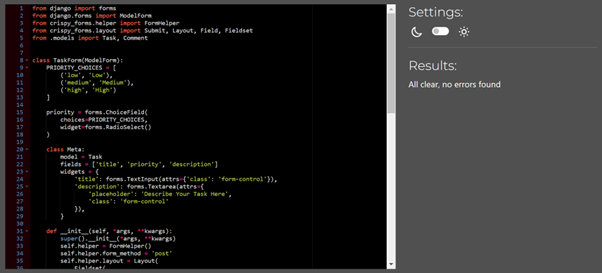 Settings:
Results:
All clear, no errors found
1 from django import forms
2 from django.forms import ModelForm
3 from crispy_forms.helper import FormHelper
4 from crispy_forms.layout import Submit, Layout, Field, Fieldset
5 from .models import Task, Comment
6
7
8 class TaskForm(ModelForm):
9 PRIORITY_CHOICES = [
10 ('low', 'Low'),
11 ('medium', 'Medium'),
12 ('high', 'High')
13 ]
14
15 priority = forms.ChoiceField(
16 choices=PRIORITY_CHOICES,
17 widget=forms.RadioSelect()
18 )
19
20 class Meta:
21 model = Task
22 fields = ['title', 'priority', 'description']
23 widgets = {
24 'title': forms.TextInput(attrs={'class': 'form-control'}),
25 'description': forms.Textarea(attrs={
26 'placeholder': 'Describe Your Task Here',
27 'class': 'form-control'
28 }),
29 }
30
31 def __init__(self, *args, **kwargs):
32 super().__init__(*args, **kwargs)
33 self.helper = FormHelper()
34 self.helper.form_method = 'post'
35 self.helper.layout = Layout(
36 Fieldset(